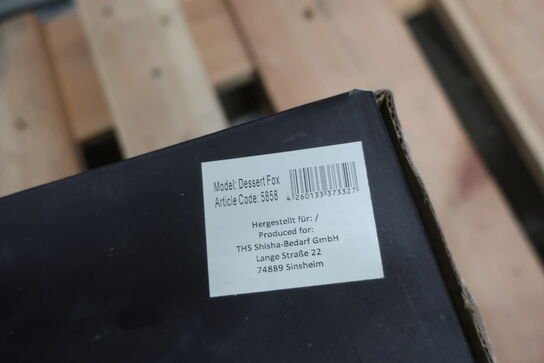 Model: Dessert Fox
Article Code: 5858
4 260133 373327
Hergestellt für: /
Produced for:
THS Shisha-Bedarf GmbH
Lange Straße 22
74889 Sinsheim